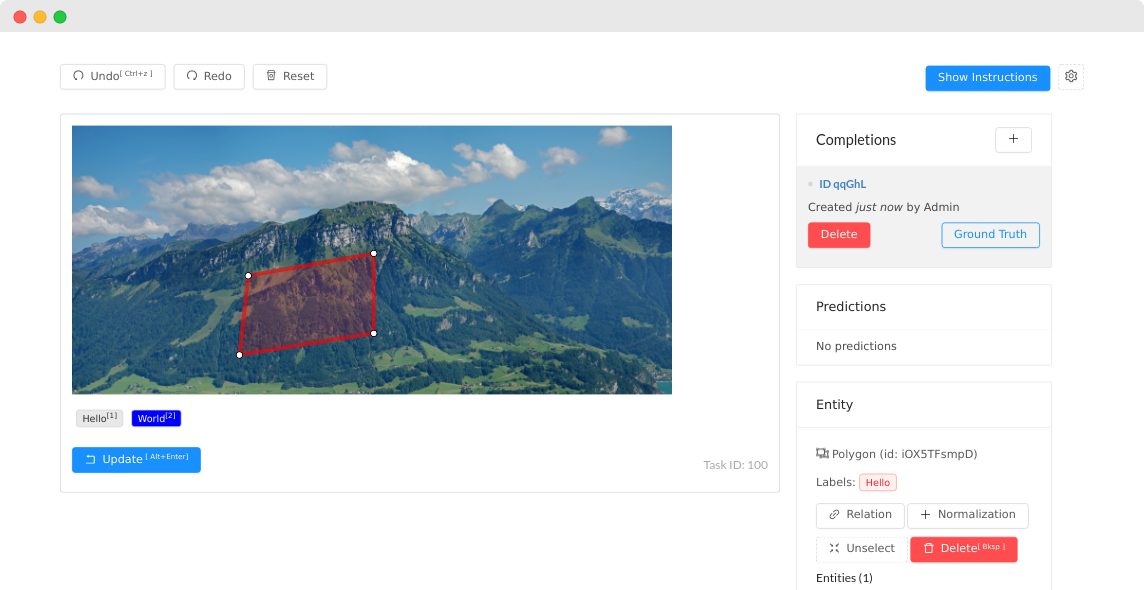 Undo[ Ctrl+z ] Redo Reset Show Instructions
Completions
ID qqGhL
Created just now by Admin
Delete Ground Truth
Predictions
No predictions
Hello[1] World[2]
Update[ Alt+Enter]
Task ID: 100
Entity
Polygon (id: iOX5TFsmpD)
Labels: Hello
Relation Normalization
Unselect Delete[ Bksp ]
Entities (1)